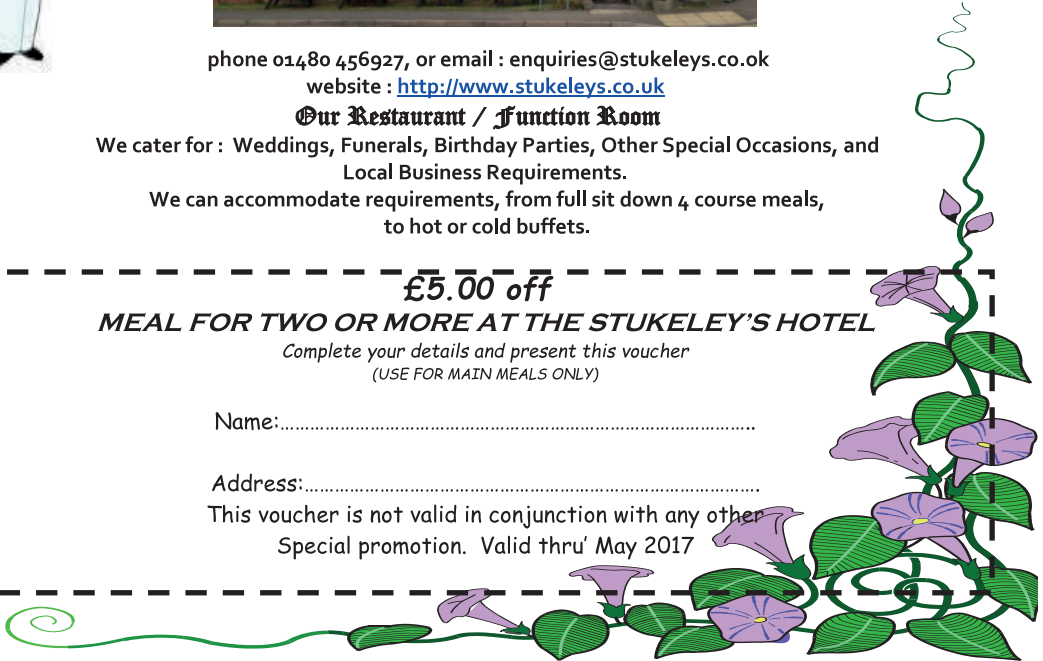 phone 01480 456927, or email : enquiries@stukeleys.co.ok
website : http://www.stukeleys.co.uk
Our Restaurant / Function Room
We cater for : Weddings, Funerals, Birthday Parties, Other Special Occasions, and
Local Business Requirements.
We can accommodate requirements, from full sit down 4 course meals,
to hot or cold buffets.
£5.00 off
MEAL FOR TWO OR MORE AT THE STUKELEY'S HOTEL
Complete your details and present this voucher
(USE FOR MAIN MEALS ONLY)
Name:……………………………………………………………………………..
Address:…………………………………………………………………………….
This voucher is not valid in conjunction with any other
Special promotion.  Valid thru' May 2017